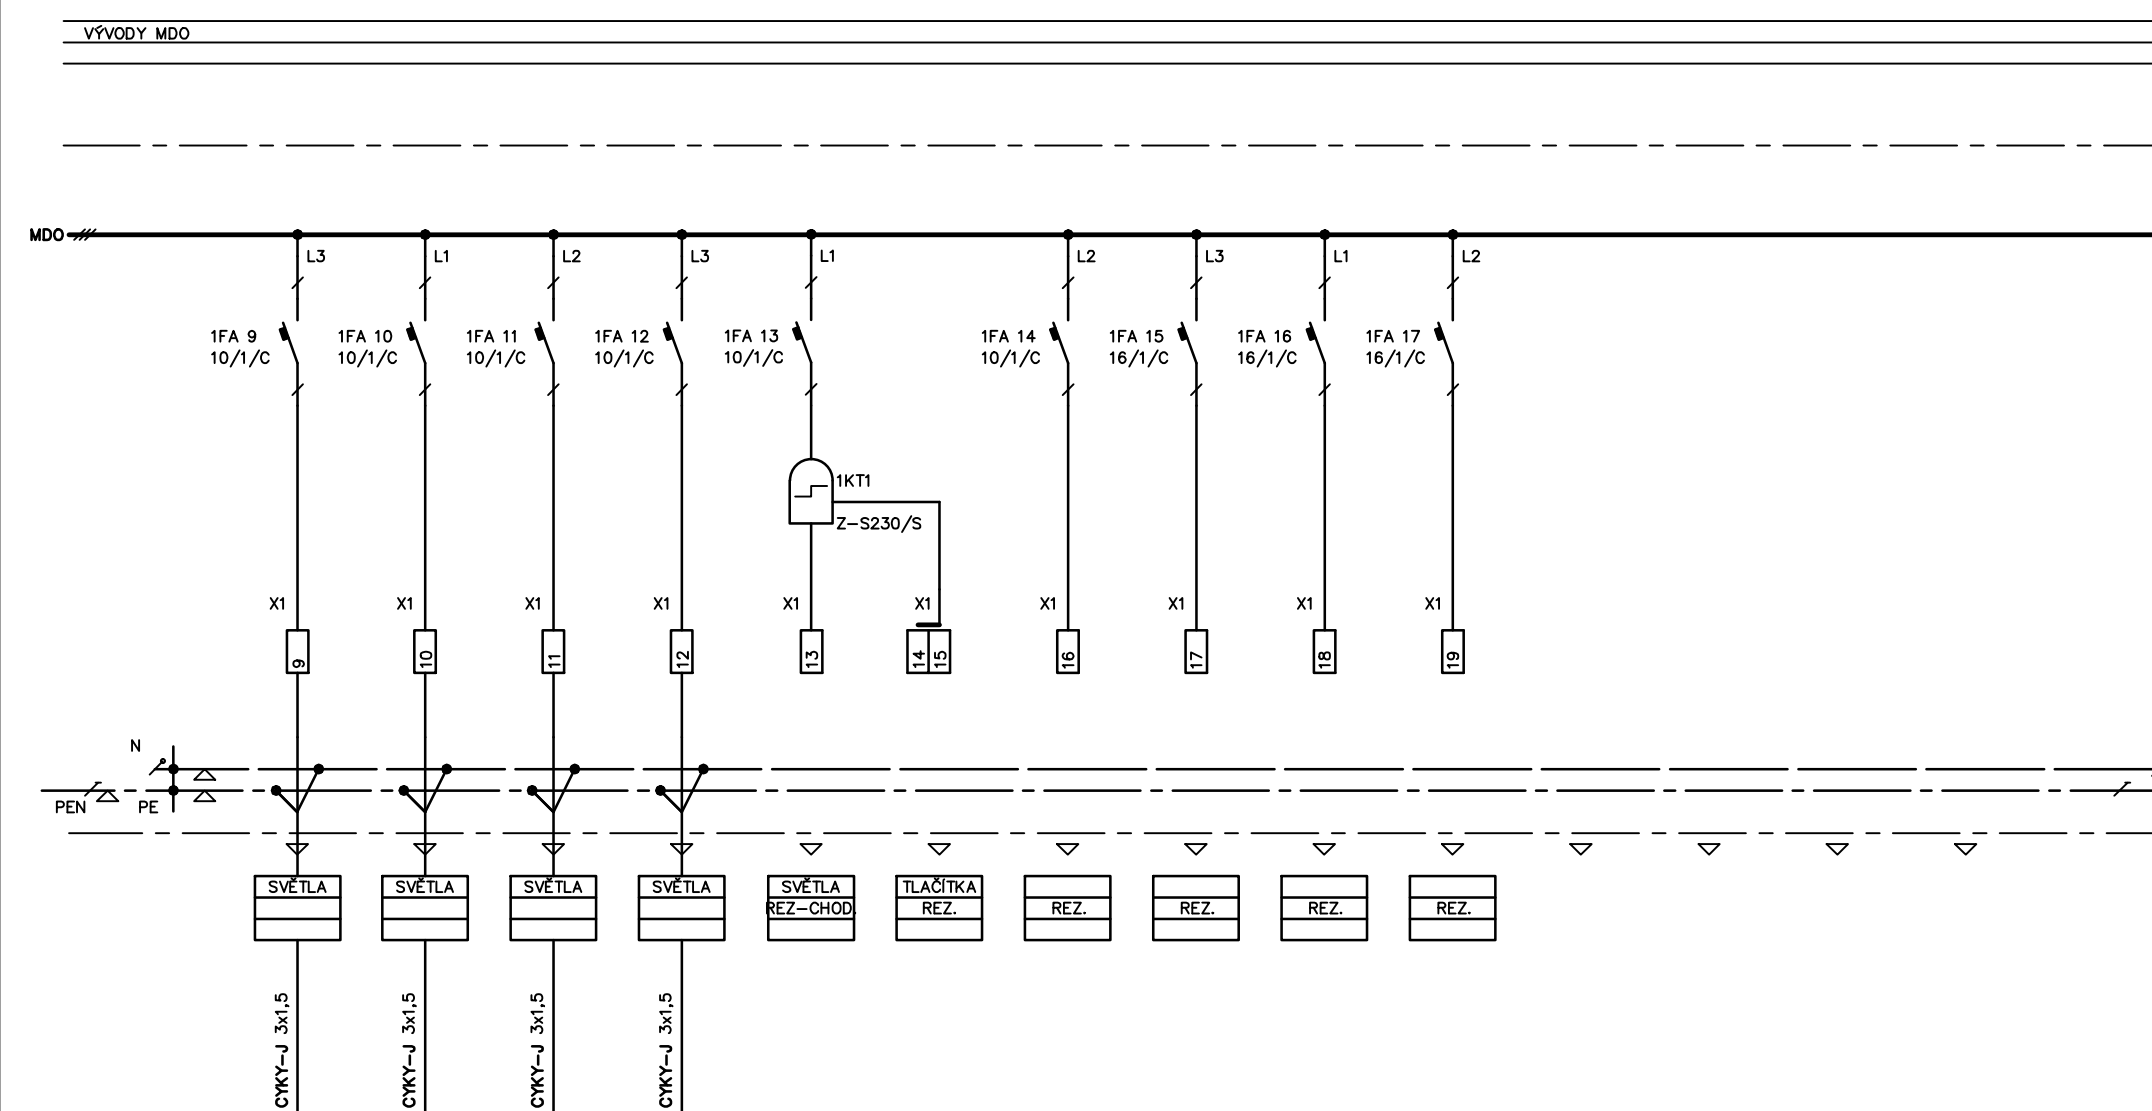 VÝVODY MDO
MDO
L3 L1 L2 L3 L1 L2 L3 L1 L2
1FA 9 1FA 10 1FA 11 1FA 12 1FA 13 1FA 14 1FA 15 1FA 16 1FA 17
10/1/C 10/1/C 10/1/C 10/1/C 10/1/C 10/1/C 16/1/C 16/1/C 16/1/C
1KT1
Z-S230/S
X1 X1 X1 X1 X1 X1 X1 X1 X1 X1
9 10 11 12 13 14 15 16 17 18 19
N
PEN PE
SVĚTLA SVĚTLA SVĚTLA SVĚTLA SVĚTLA TLAČÍTKA
REZ-CHOD. REZ. REZ. REZ. REZ. REZ.
CYKY-J 3x1,5 CYKY-J 3x1,5 CYKY-J 3x1,5 CYKY-J 3x1,5